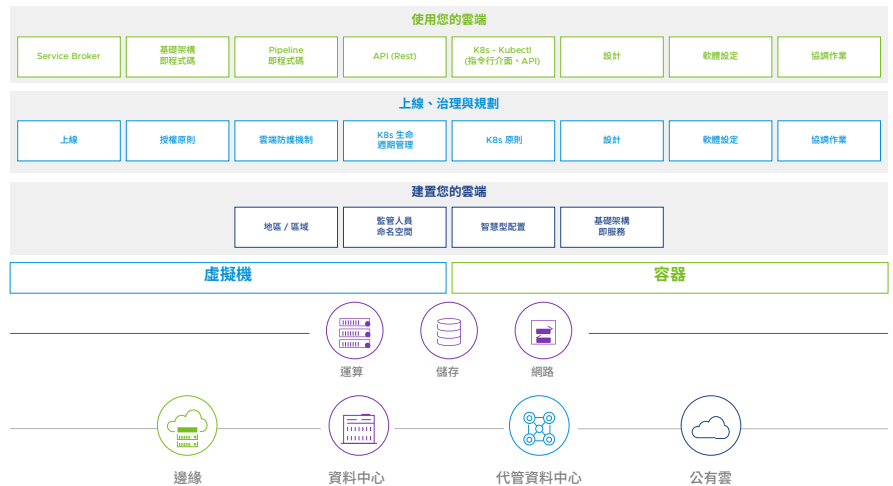 使用您的雲端
Service Broker
基礎架構
即程式碼
Pipeline
即程式碼
API (Rest)
K8s - Kubectl
(指令行介面、API)
設計
軟體設定
協調作業
上線、治理與規劃
上線
授權原則
雲端防護機制
K8s 生命
週期管理
K8s 原則
設計
軟體設定
協調作業
建置您的雲端
地區 / 區域
監管人員
命名空間
智慧型配置
基礎架構
即服務
虛擬機
容器
運算
儲存
網路
邊緣
資料中心
代管資料中心
公有雲